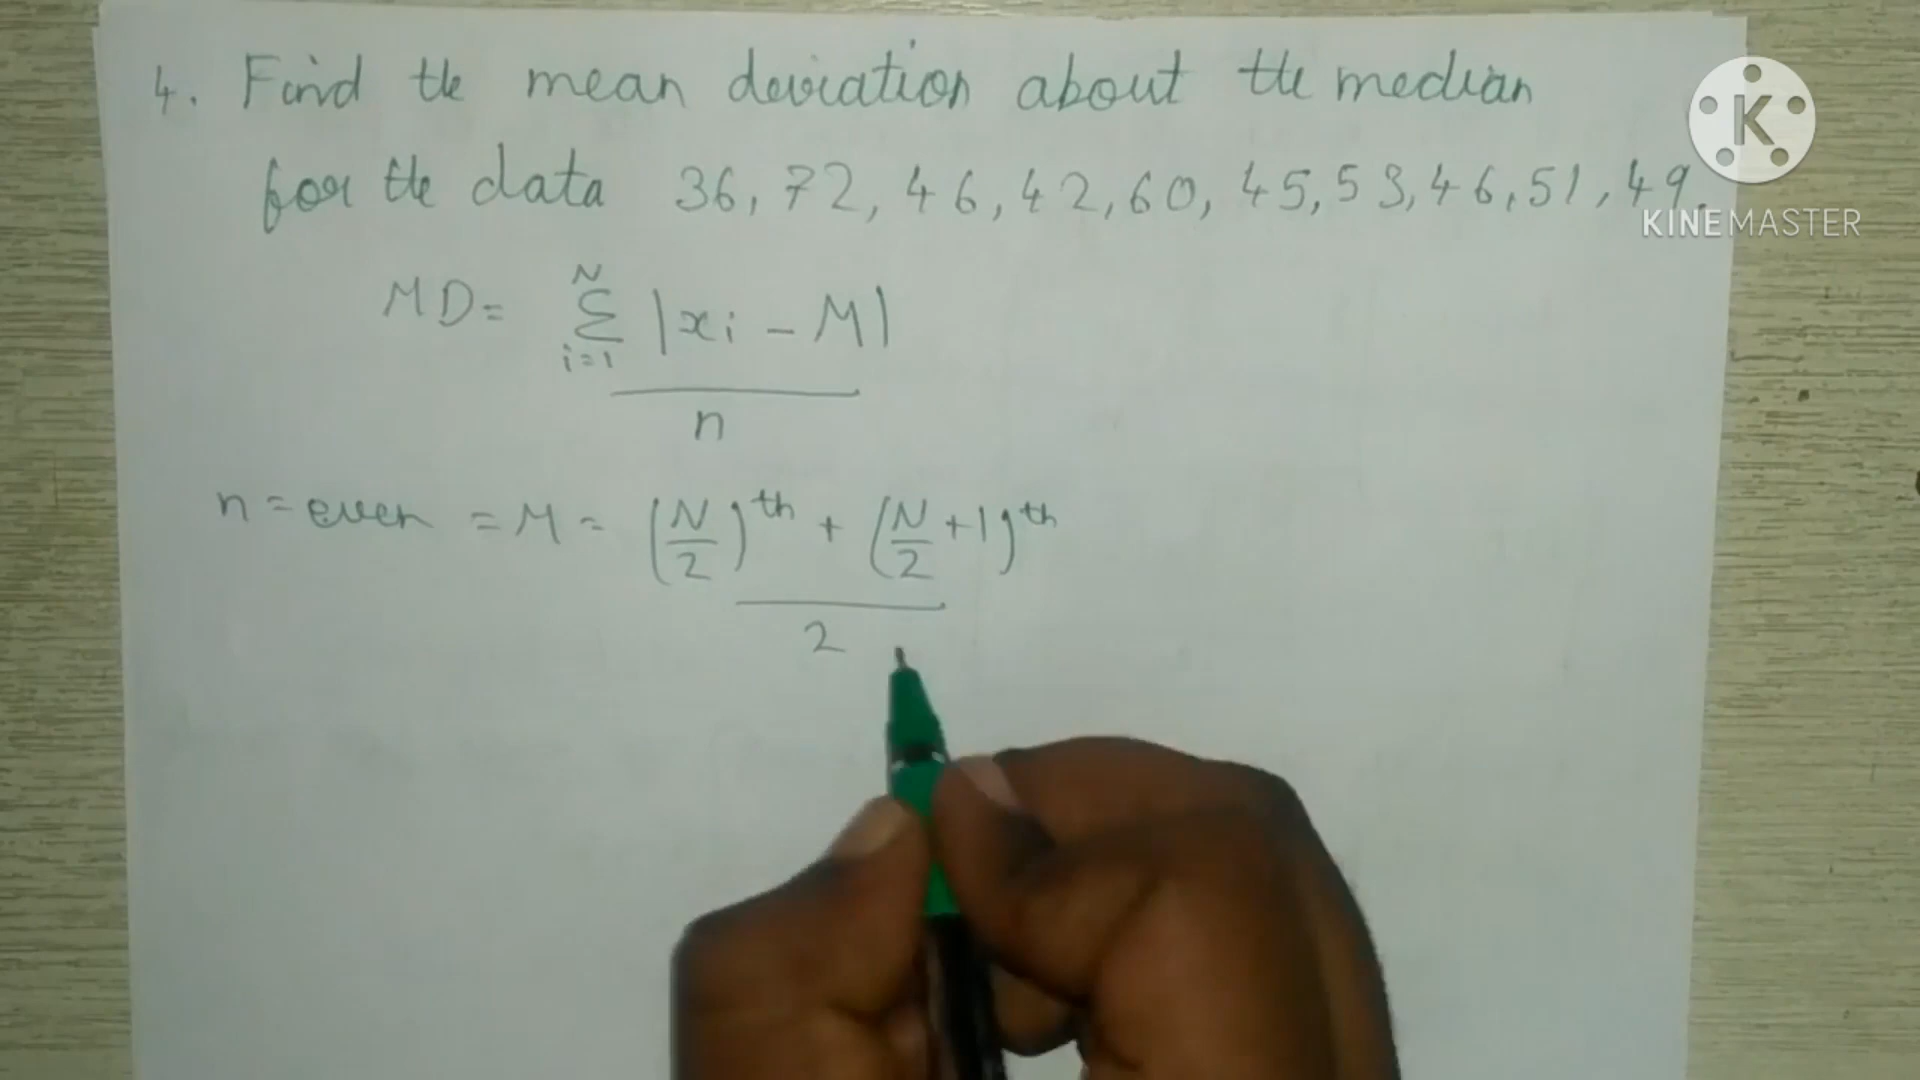 4. Find the mean deviation about the median
for the data 36, 72, 46, 42, 60, 45, 53, 46, 51, 49.
K
KINEMASTER
MD = N Σ i=1 |xi - M|
n
n = even = M = (N/2)th + (N/2 + 1)th
2